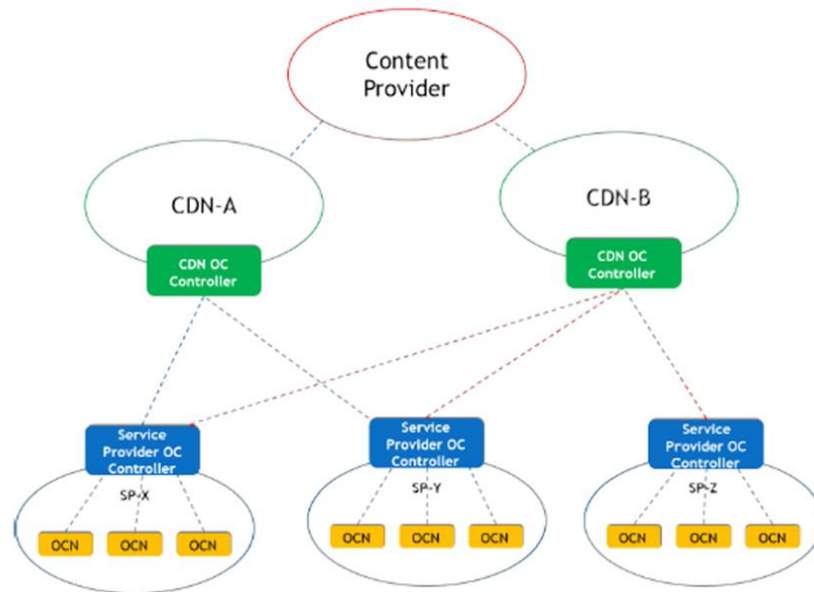 Content
Provider
CDN-A
CDN-B
CDN OC
Controller
CDN OC
Controller
Service
Provider OC
Controller
Service
Provider OC
Controller
Service
Provider OC
Controller
SP-X
SP-Y
SP-Z
OCN
OCN
OCN
OCN
OCN
OCN
OCN
OCN
OCN